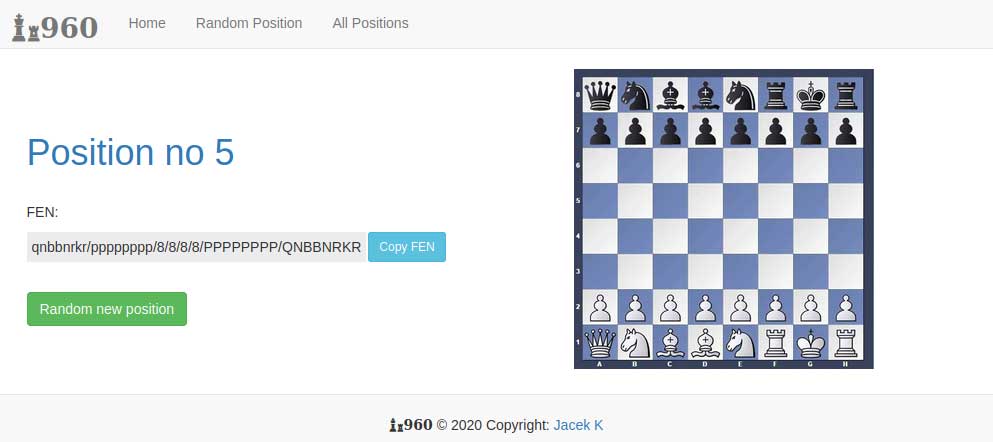 960 Home Random Position All Positions
Position no 5
FEN:
qnbbnrkr/pppppppp/8/8/8/8/PPPPPPPP/QNBBNRKR Copy FEN
Random new position
8
7
6
5
4
3
2
1
A B C D E F G H
960 © 2020 Copyright: Jacek K